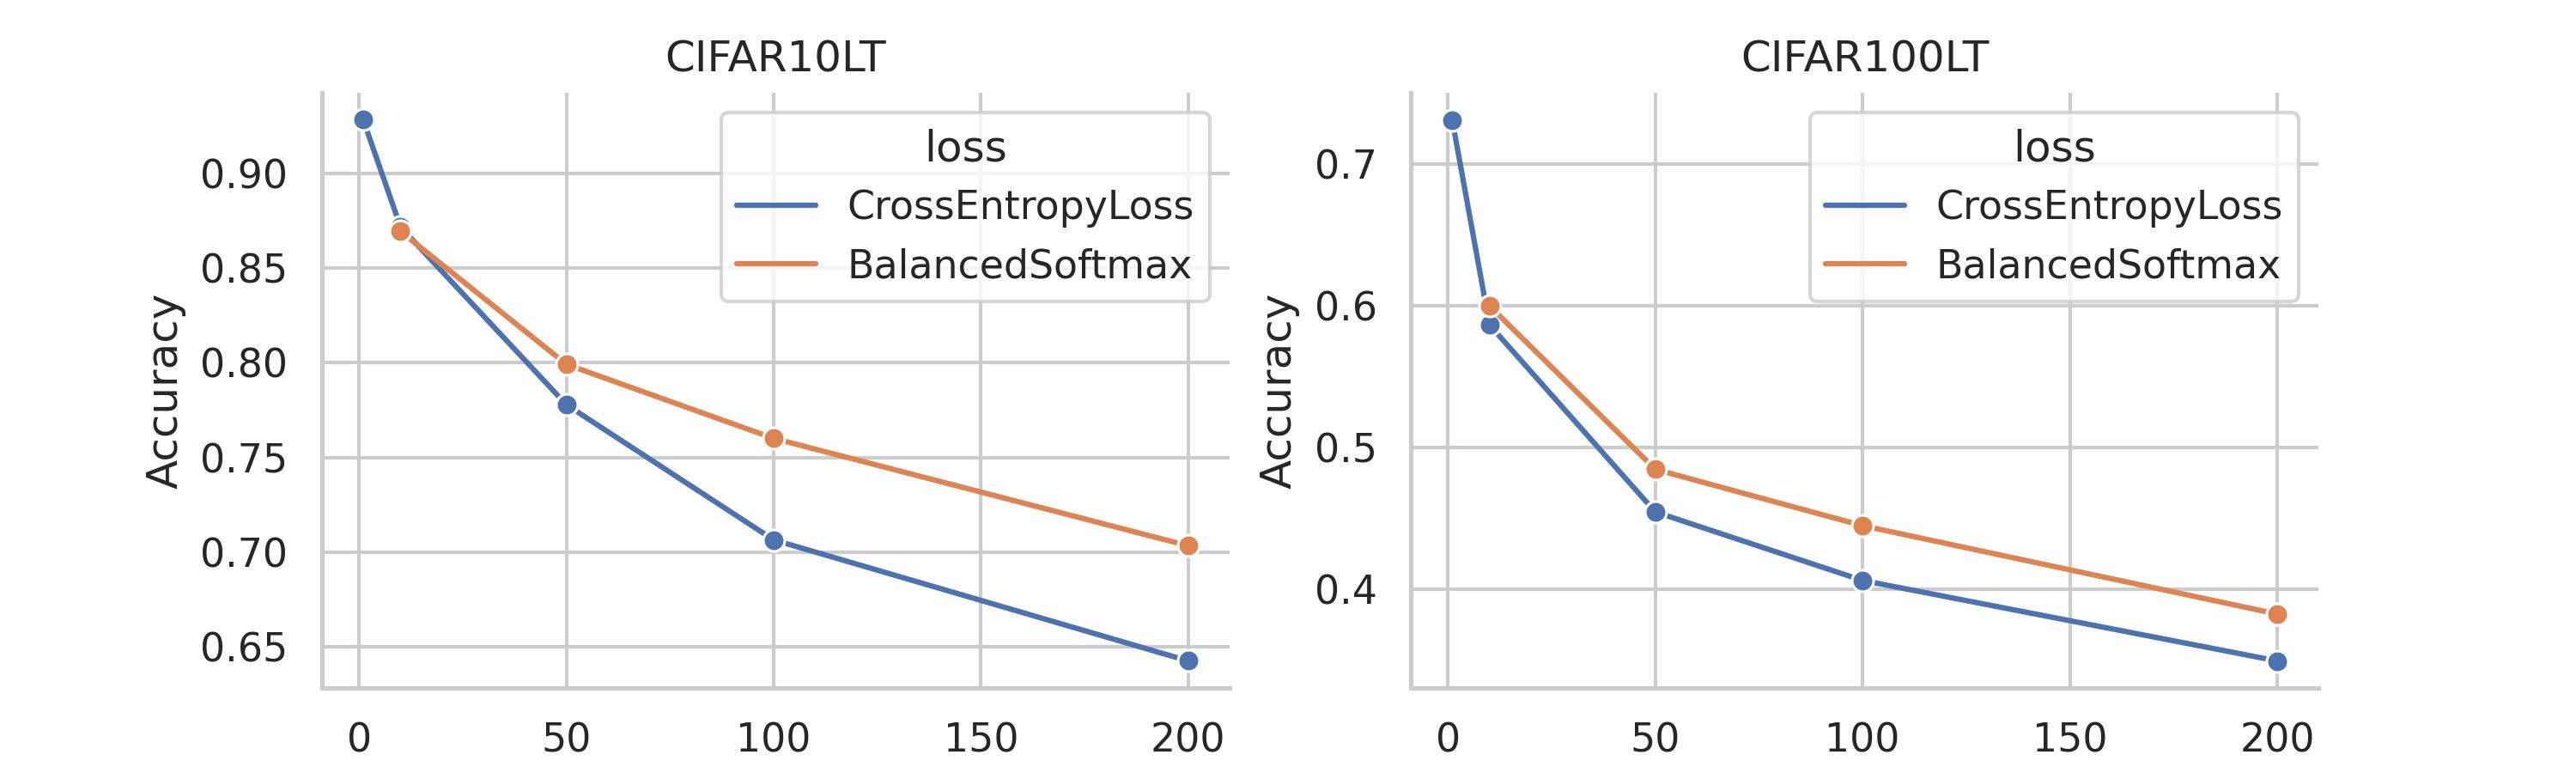 CIFAR10LT
Accuracy
0.90
0.85
0.80
0.75
0.70
0.65
0 50 100 150 200
loss
CrossEntropyLoss
BalancedSoftmax
CIFAR100LT
Accuracy
0.7
0.6
0.5
0.4
0 50 100 150 200
loss
CrossEntropyLoss
BalancedSoftmax